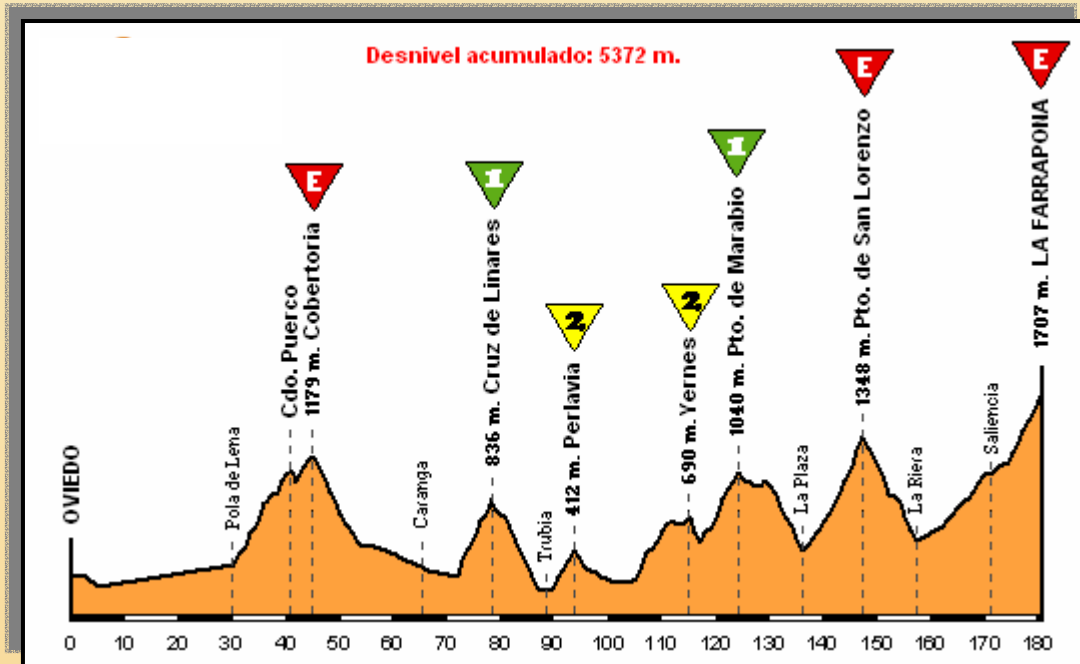 Desnivel acumulado: 5372 m.
E
1
2
2
1
E
E
OVIEDO
Pola de Lena
Cdo. Puerco
1179 m. Cobertoria
Caranga
836 m. Cruz de Linares
Trubia
412 m. Perlavia
690 m. Yernes
1040 m. Pto. de Marabio
La Plaza
1348 m. Pto. de San Lorenzo
La Riera
Saliencia
1707 m. LA FARRAPONA
0 10 20 30 40 50 60 70 80 90 100 110 120 130 140 150 160 170 180